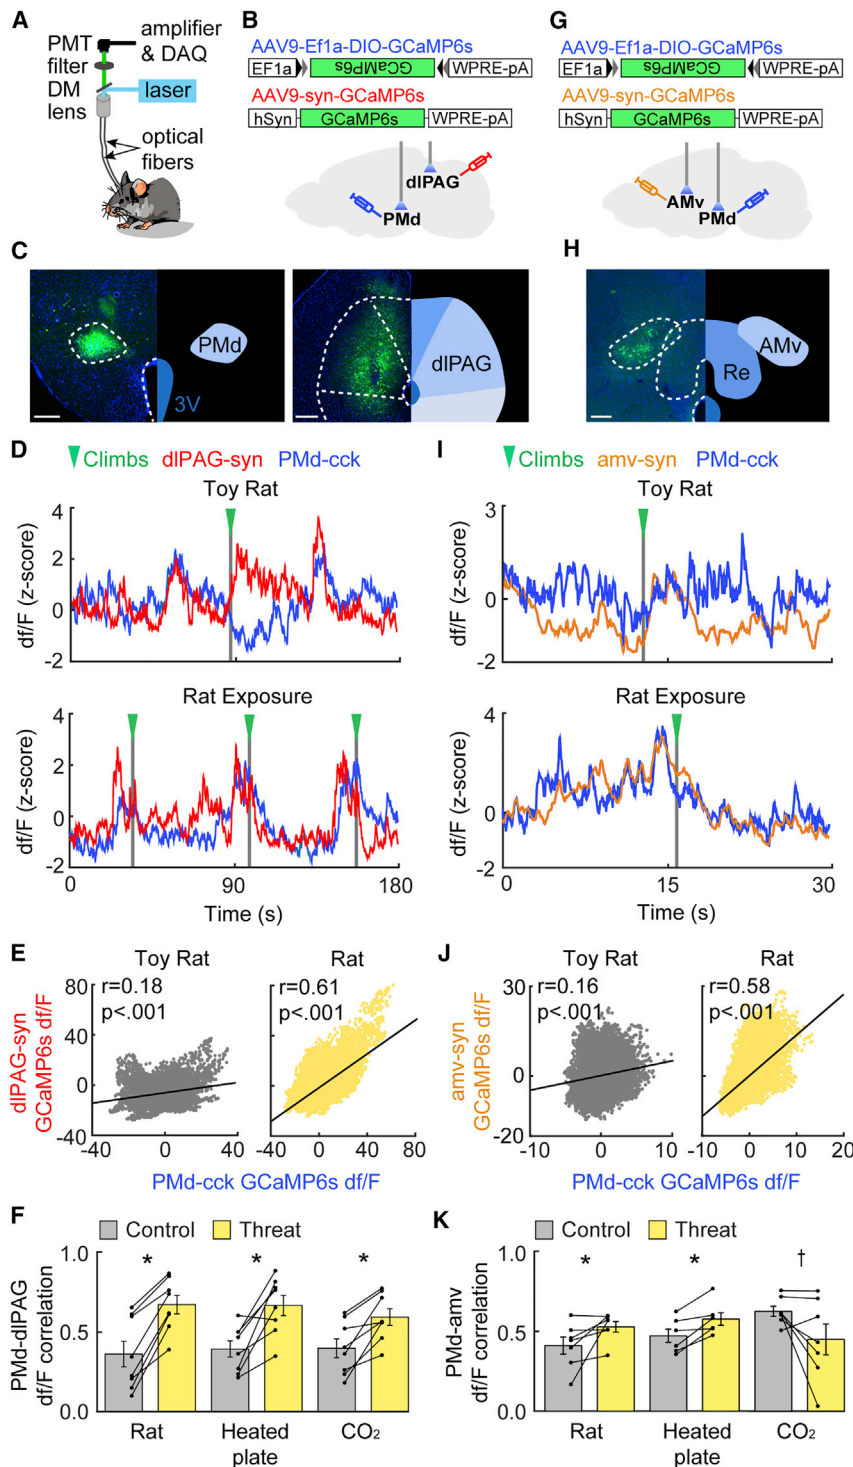 A
PMT
filter
DM
lens
amplifier
& DAQ
laser
optical
fibers
B
AAV9-Ef1a-DIO-GCaMP6s
EF1a
GCaMP6s
WPRE-pA
AAV9-syn-GCaMP6s
hSyn
GCaMP6s
WPRE-pA
dlPAG
PMd
G
AAV9-Ef1a-DIO-GCaMP6s
EF1a
GCaMP6s
WPRE-pA
AAV9-syn-GCaMP6s
hSyn
GCaMP6s
WPRE-pA
AMv
PMd
C
PMd
3V
dlPAG
H
Re
AMv
D
Climbs dlPAG-syn PMd-cck
Toy Rat
df/F (z-score)
4
2
0
-2
0 90 180
Rat Exposure
df/F (z-score)
4
2
0
-2
0 90 180
Time (s)
I
Climbs amv-syn PMd-cck
Toy Rat
df/F (z-score)
3
0
-2
0 15 30
Rat Exposure
df/F (z-score)
4
2
0
-2
0 15 30
Time (s)
E
Toy Rat
r=0.18
p<.001
dlPAG-syn
GCaMP6s df/F
80
40
0
-40
-40 0 40
Rat
r=0.61
p<.001
-40 0 40 80
PMd-cck GCaMP6s df/F
J
Toy Rat
r=0.16
p<.001
amv-syn
GCaMP6s df/F
30
0
-20
-10 0 10
Rat
r=0.58
p<.001
-10 0 10 20
PMd-cck GCaMP6s df/F
F
Control Threat
PMd-dlPAG
df/F correlation
1.0
0.5
0.0
* * *
Rat Heated CO₂
plate
K
Control Threat
PMd-amv
df/F correlation
1.0
0.5
0.0
* * †
Rat Heated CO₂
plate